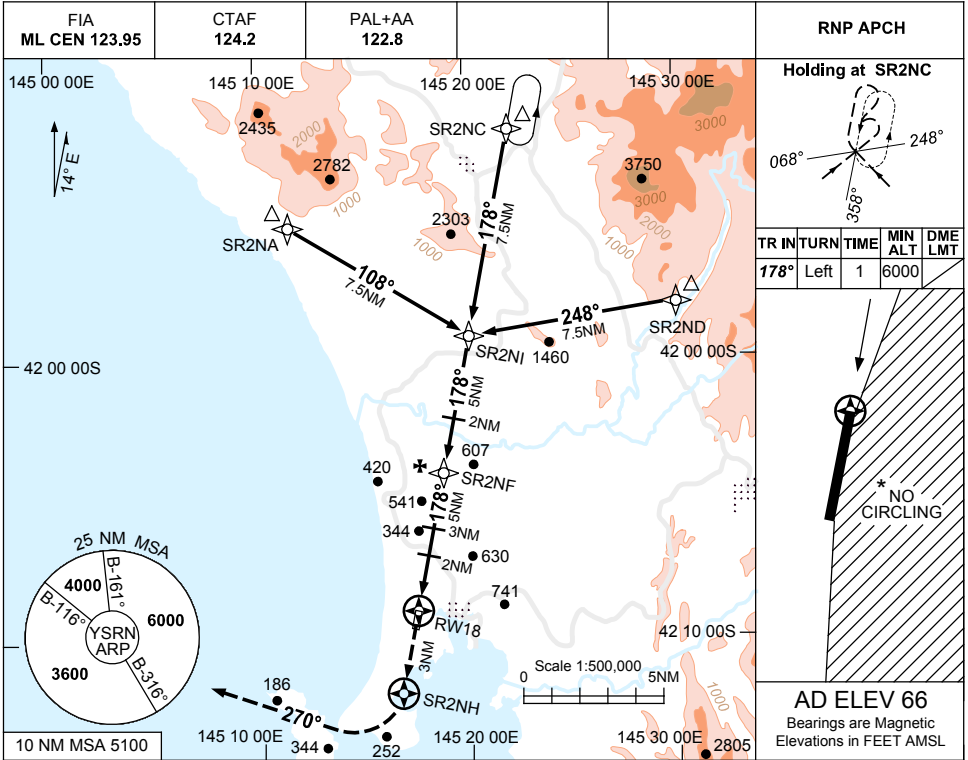 FIA
ML CEN 123.95
CTAF
124.2
PAL+AA
122.8
RNP APCH
145 00 00E
145 10 00E
145 20 00E
145 30 00E
14° E
2435
2000
2782
1000
SR2NC
3000
3750
3000
2000
1000
2303
1000
178°
7.5NM
SR2NA
108°
7.5NM
248°
7.5NM
SR2ND
SR2NI
1460
42 00 00S
42 00 00S
178°
5NM
2NM
607
420
SR2NF
541
178°
5NM
344
3NM
2NM
630
741
RW18
42 10 00S
3NM
SR2NH
Scale 1:500,000
0
5NM
186
270°
344
252
145 10 00E
145 20 00E
145 30 00E
1000
2805
25 NM MSA
4000
B-161°
B-116°
6000
YSRN
ARP
3600
B-316°
10 NM MSA 5100
Holding at SR2NC
248°
068°
358°
TR IN TURN TIME MIN ALT DME LMT
178° Left 1 6000
* NO
CIRCLING
AD ELEV 66
Bearings are Magnetic
Elevations in FEET AMSL